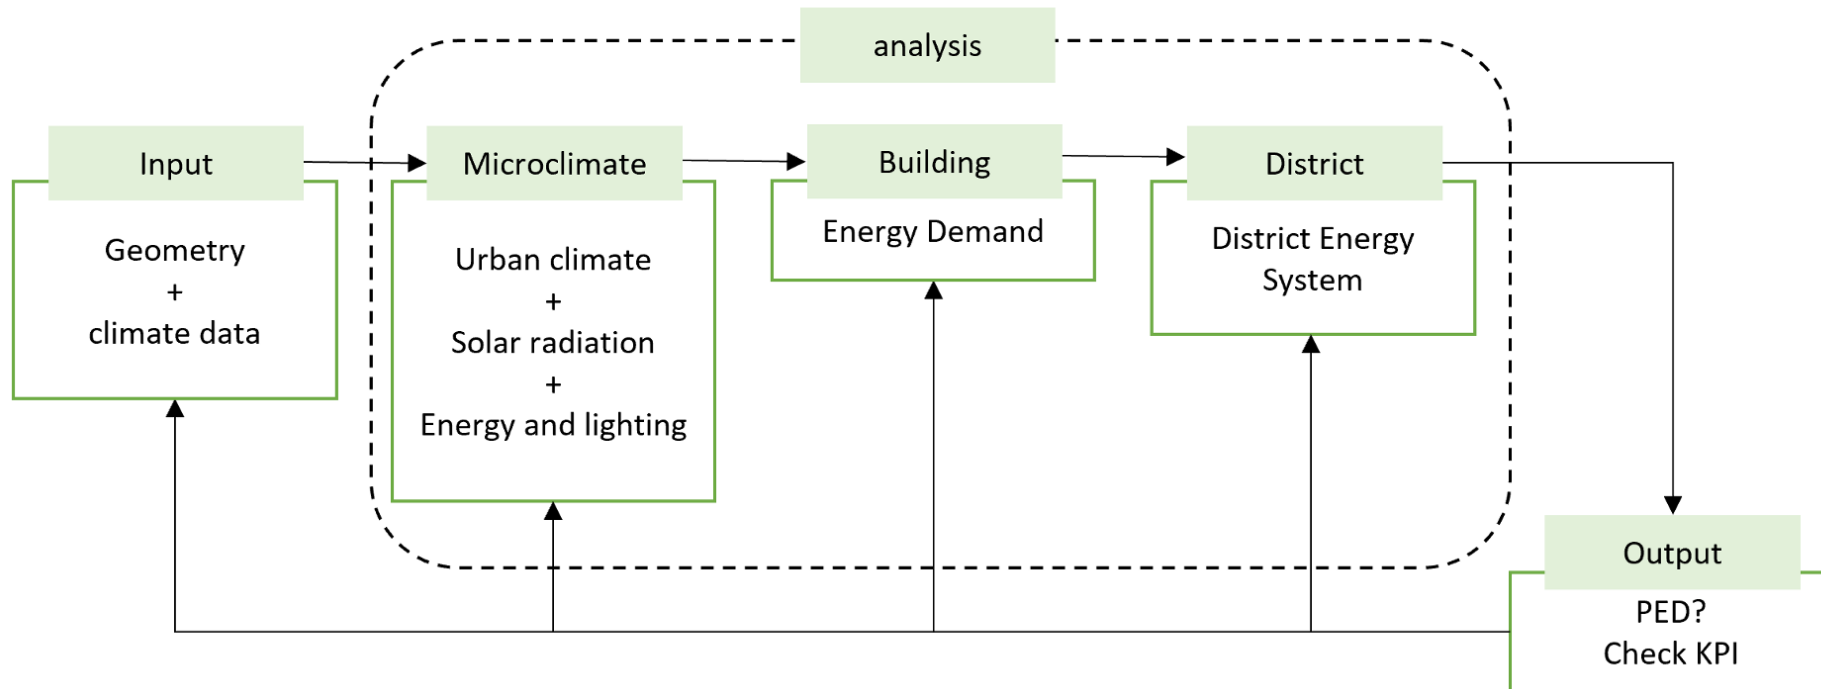 analysis
Input
Geometry
+
climate data
Microclimate
Urban climate
+
Solar radiation
+
Energy and lighting
Building
Energy Demand
District
District Energy
System
Output
PED?
Check KPI